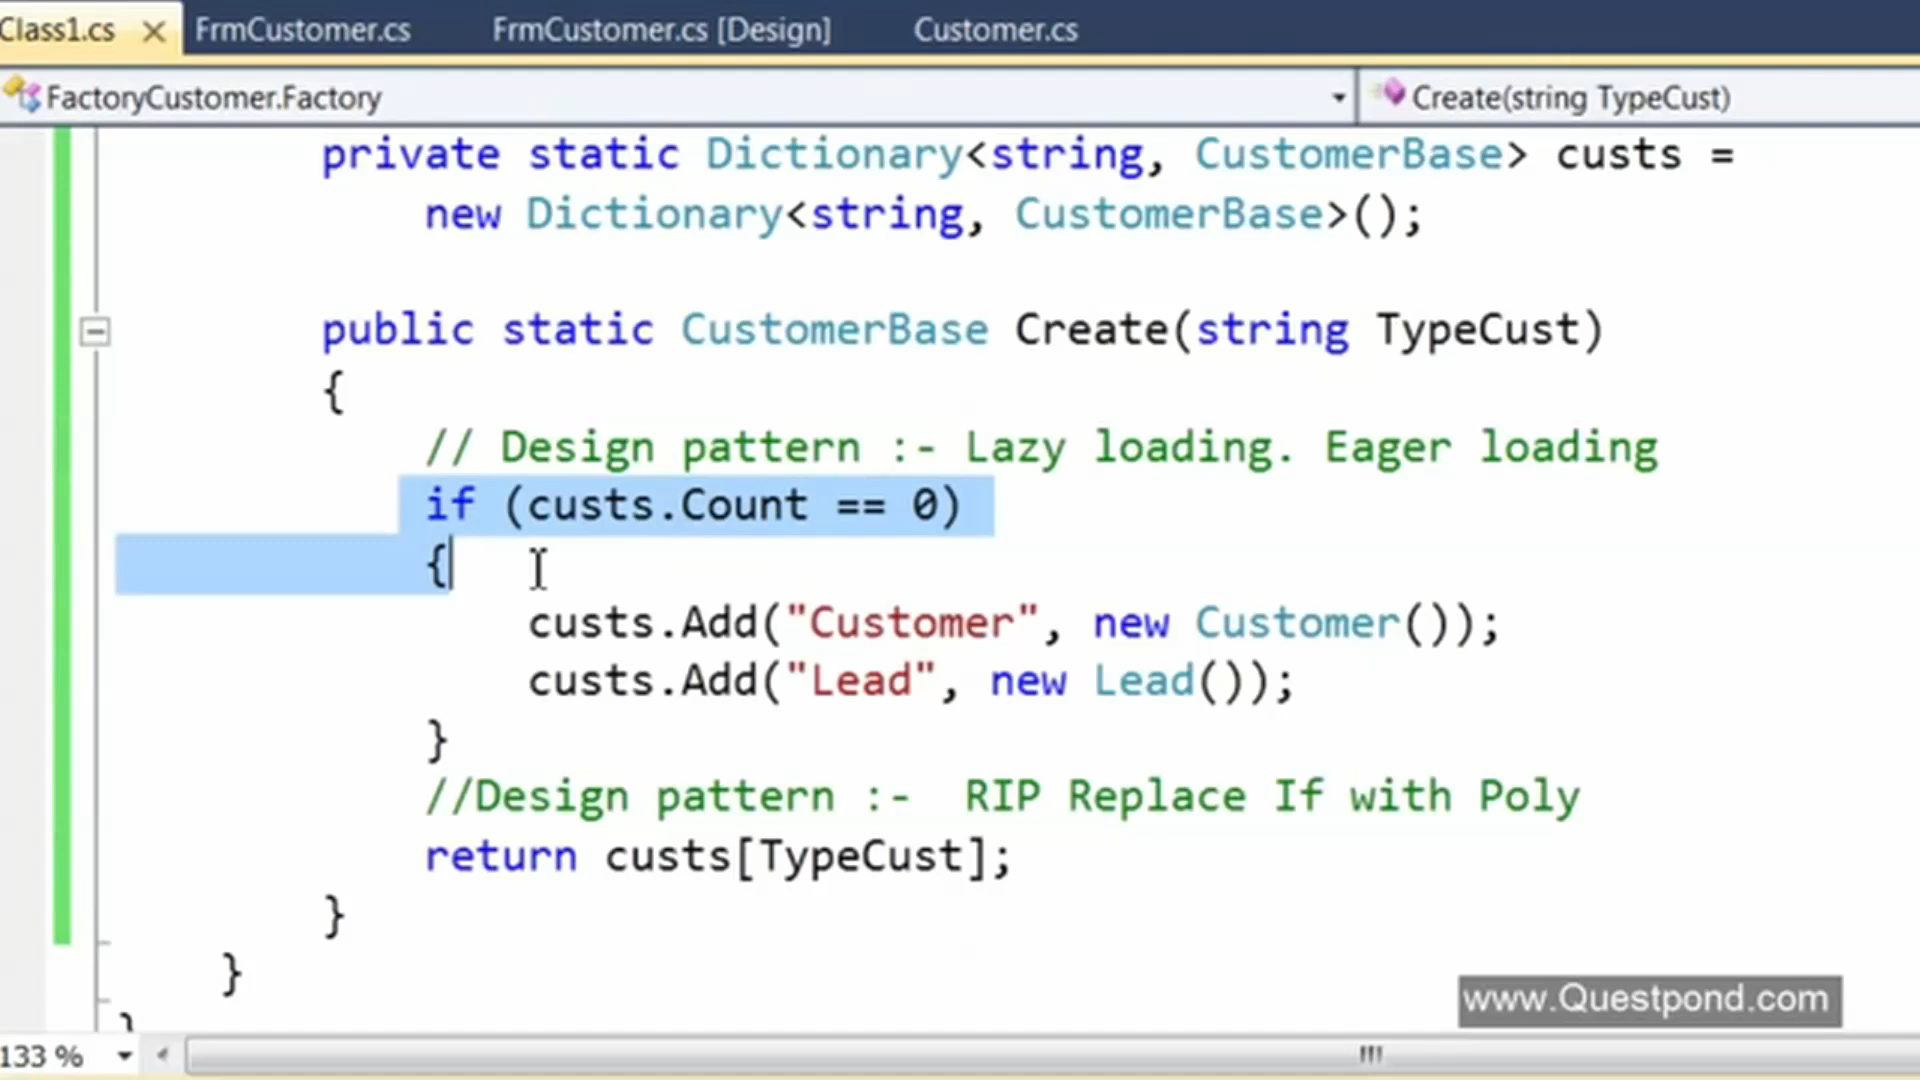 Class1.cs FrmCustomer.cs FrmCustomer.cs [Design] Customer.cs
FactoryCustomer.Factory Create(string TypeCust)
private static Dictionary<string, CustomerBase> custs =
new Dictionary<string, CustomerBase>();
public static CustomerBase Create(string TypeCust)
{
// Design pattern :- Lazy loading. Eager loading
if (custs.Count == 0)
{
custs.Add("Customer", new Customer());
custs.Add("Lead", new Lead());
}
//Design pattern :-  RIP Replace If with Poly
return custs[TypeCust];
}
}
}
www.Questpond.com
133 %